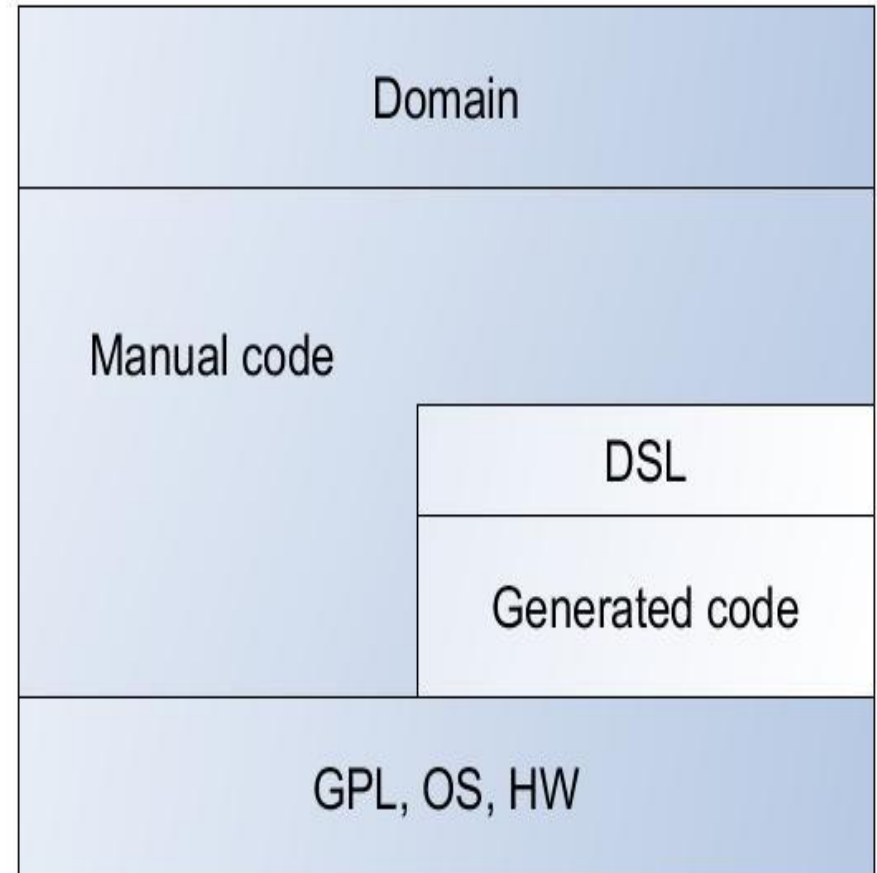 Domain
Manual code
DSL
Generated code
GPL, OS, HW